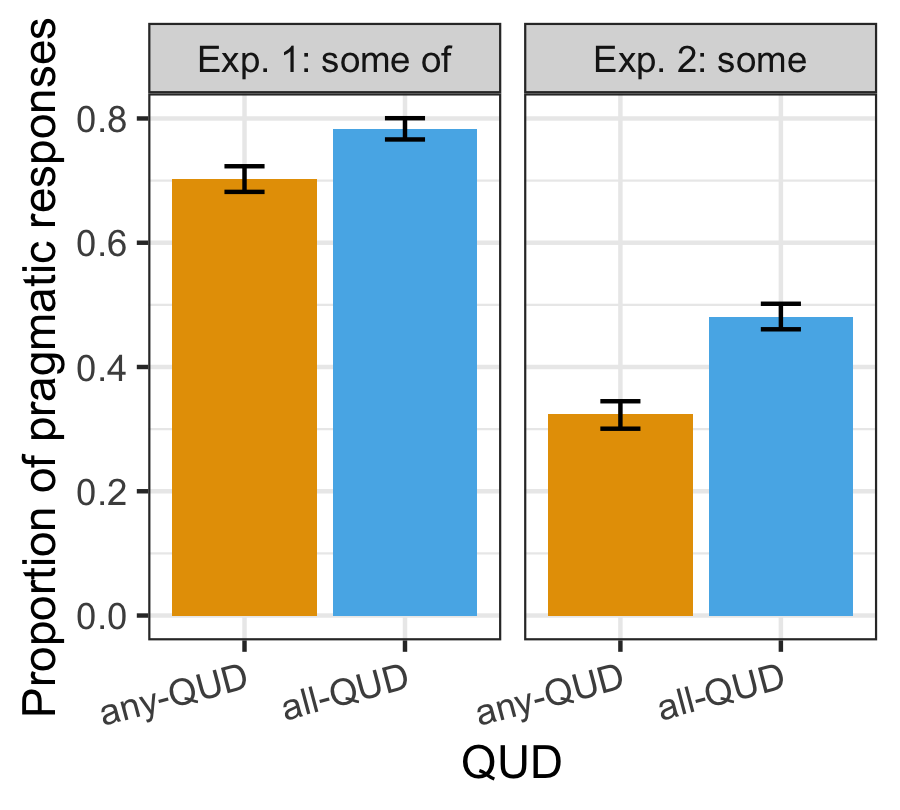 Exp. 1: some of
Exp. 2: some
Proportion of pragmatic responses
0.8
0.6
0.4
0.2
0.0
any-QUD
all-QUD
any-QUD
all-QUD
QUD